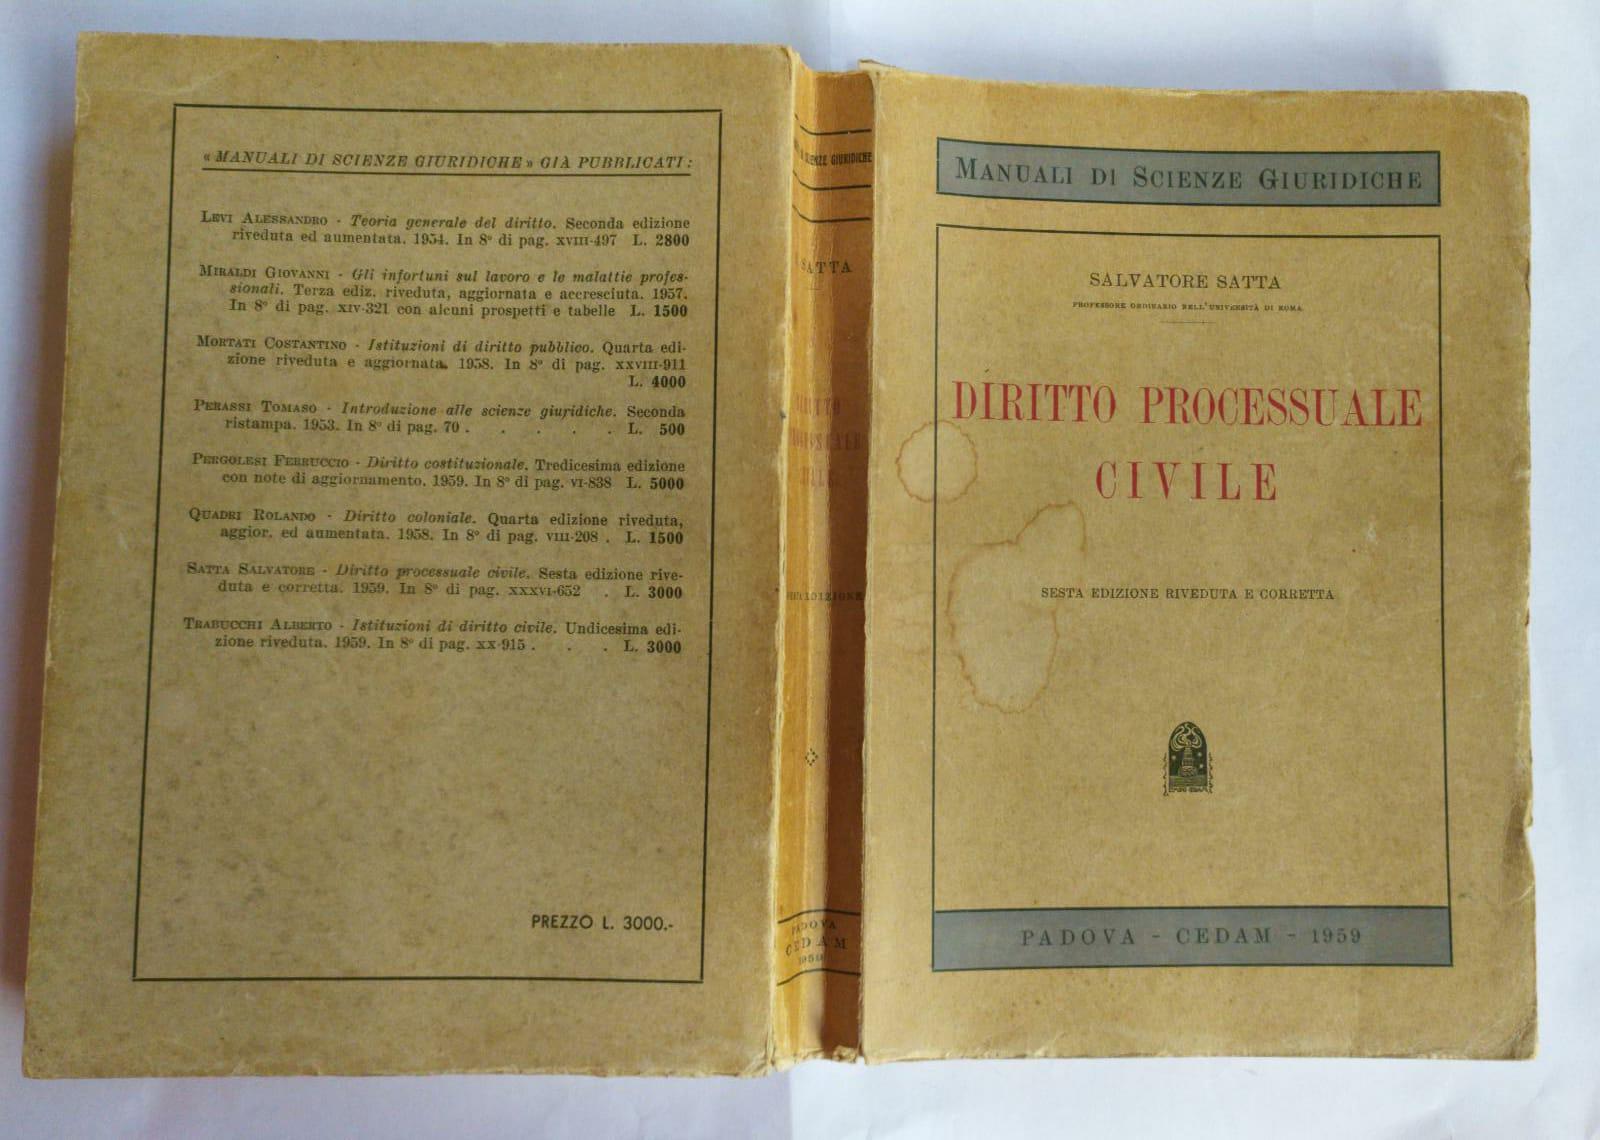 « MANUALI DI SCIENZE GIURIDICHE » GIÀ PUBBLICATI:
LEVI ALESSANDRO - Teoria generale del diritto. Seconda edizione
riveduta ed aumentata. 1954. In 8° di pag. XVIII-497 L. 2800
MIRALDI GIOVANNI - Gli infortuni sul lavoro e le malattie profes-
sionali. Terza ediz. riveduta, aggiornata e accresciuta. 1957.
In 8° di pag. XIV-321 con alcuni prospetti e tabelle L. 1500
MORTATI COSTANTINO - Istituzioni di diritto pubblico. Quarta edi-
zione riveduta e aggiornata. 1958. In 8° di pag. XXVIII-911
L. 4000
PERASSI TOMASO - Introduzione alle scienze giuridiche. Seconda
ristampa. 1953. In 8° di pag. 70 . . . . . L. 500
PERGOLESI FERRUCCIO - Diritto costituzionale. Tredicesima edizione
con note di aggiornamento. 1959. In 8° di pag. VI-838 L. 5000
QUADRI ROLANDO - Diritto coloniale. Quarta edizione riveduta,
aggior. ed aumentata. 1958. In 8° di pag. VIII-208 . L. 1500
SATTA SALVATORE - Diritto processuale civile. Sesta edizione rive-
duta e corretta. 1959. In 8° di pag. XXXVI-652 . L. 3000
TRABUCCHI ALBERTO - Istituzioni di diritto civile. Undicesima edi-
zione riveduta. 1959. In 8° di pag. XX-915 . . . L. 3000
PREZZO L. 3000.-
SCIENZE GIURIDICHE
SATTA
DIRITTO
PROCESSUALE
CIVILE
SESTA EDIZIONE
PADOVA
CEDAM
1959
MANUALI DI SCIENZE GIURIDICHE
SALVATORE SATTA
PROFESSORE ORDINARIO NELL'UNIVERSITÀ DI ROMA
DIRITTO PROCESSUALE
CIVILE
SESTA EDIZIONE RIVEDUTA E CORRETTA
PADOVA - CEDAM - 1959